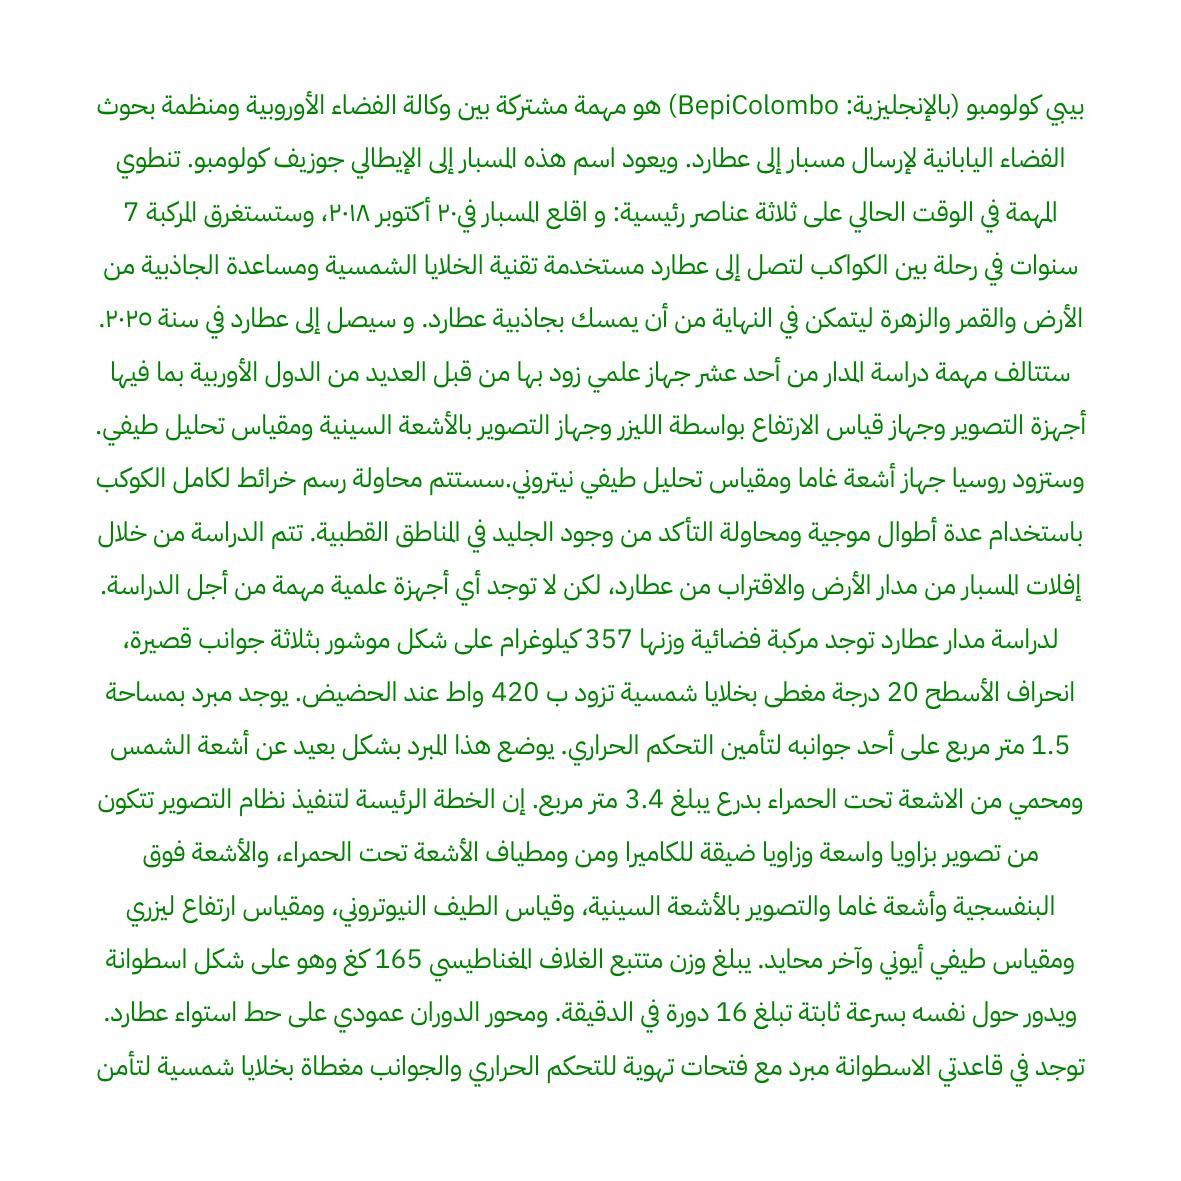 بيبي كولومبو (بالإنجليزية: BepiColombo) هو مهمة مشتركة بين وكالة الفضاء الأوروبية ومنظمة بحوث
الفضاء اليابانية لإرسال مسبار إلى عطارد. ويعود اسم هذه المسبار إلى الإيطالي جوزيف كولومبو. تنطوي
المهمة في الوقت الحالي على ثلاثة عناصر رئيسية: و اقلع المسبار في٢٠ أكتوبر ٢٠١٨، وستستغرق المركبة 7
سنوات في رحلة بين الكواكب لتصل إلى عطارد مستخدمة تقنية الخلايا الشمسية ومساعدة الجاذبية من
الأرض والقمر والزهرة ليتمكن في النهاية من أن يمسك بجاذبية عطارد. و سيصل إلى عطارد في سنة ٢٠٢٥.
ستتالف مهمة دراسة المدار من أحد عشر جهاز علمي زود بها من قبل العديد من الدول الأوربية بما فيها
أجهزة التصوير وجهاز قياس الارتفاع بواسطة الليزر وجهاز التصوير بالأشعة السينية ومقياس تحليل طيفي.
وستزود روسيا جهاز أشعة غاما ومقياس تحليل طيفي نيتروني.سستتم محاولة رسم خرائط لكامل الكوكب
باستخدام عدة أطوال موجية ومحاولة التأكد من وجود الجليد في المناطق القطبية. تتم الدراسة من خلال
إفلات المسبار من مدار الأرض والاقتراب من عطارد، لكن لا توجد أي أجهزة علمية مهمة من أجل الدراسة.
لدراسة مدار عطارد توجد مركبة فضائية وزنها 357 كيلوغرام على شكل موشور بثلاثة جوانب قصيرة،
انحراف الأسطح 20 درجة مغطى بخلايا شمسية تزود ب 420 واط عند الحضيض. يوجد مبرد بمساحة
1.5 متر مربع على أحد جوانبه لتأمين التحكم الحراري. يوضع هذا المبرد بشكل بعيد عن أشعة الشمس
ومحمي من الاشعة تحت الحمراء بدرع يبلغ 3.4 متر مربع. إن الخطة الرئيسة لتنفيذ نظام التصوير تتكون
من تصوير بزاويا واسعة وزاويا ضيقة للكاميرا ومن ومطياف الأشعة تحت الحمراء، والأشعة فوق
البنفسجية وأشعة غاما والتصوير بالأشعة السينية، وقياس الطيف النيوتروني، ومقياس ارتفاع ليزري
ومقياس طيفي أيوني وآخر محايد. يبلغ وزن متتبع الغلاف المغناطيسي 165 كغ وهو على شكل اسطوانة
ويدور حول نفسه بسرعة ثابتة تبلغ 16 دورة في الدقيقة. ومحور الدوران عمودي على حط استواء عطارد.
توجد في قاعدتي الاسطوانة مبرد مع فتحات تهوية للتحكم الحراري والجوانب مغطاة بخلايا شمسية لتأمن